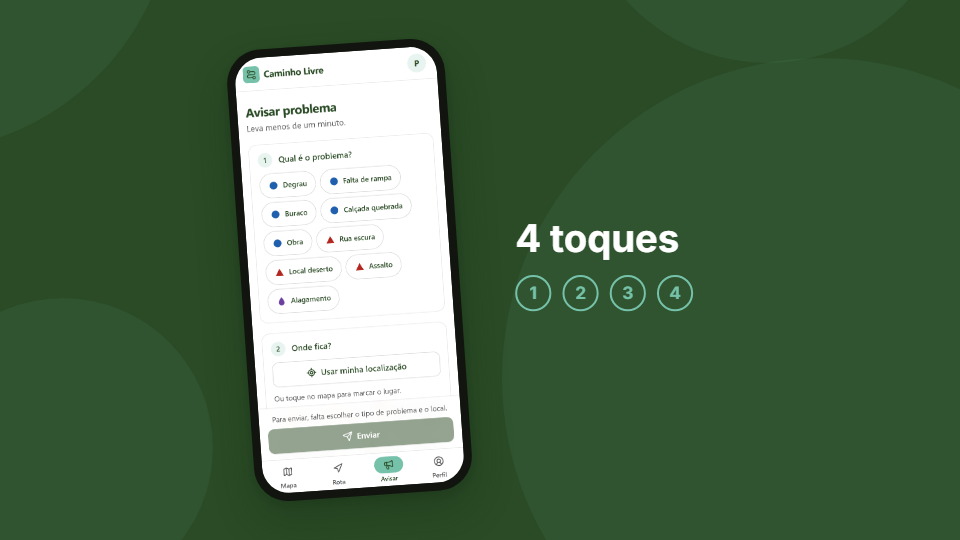 Caminho Livre
P
Avisar problema
Leva menos de um minuto.
1 Qual é o problema?
Degrau Falta de rampa
Buraco Calçada quebrada
Obra Rua escura
Local deserto Assalto
Alagamento
2 Onde fica?
Usar minha localização
Ou toque no mapa para marcar o lugar.
Para enviar, falta escolher o tipo de problema e o local.
Enviar
Mapa Rota Avisar Perfil
4 toques
1 2 3 4